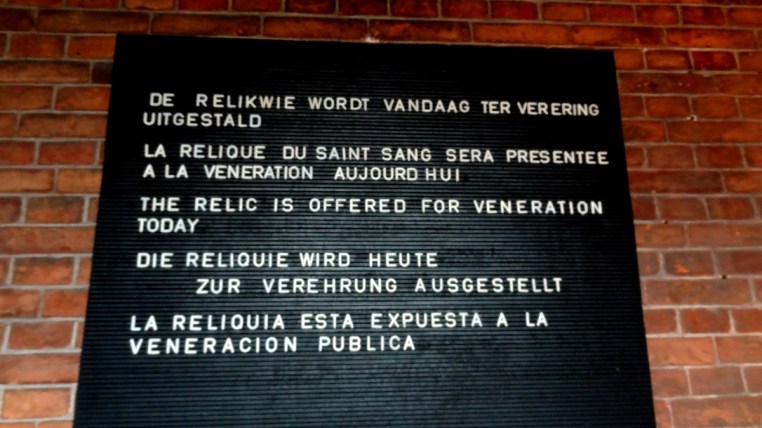 DE RELIKWIE WORDT VANDAAG TER VERERING
UITGESTALD
LA RELIQUE DU SAINT SANG SERA PRESENTEE
A LA VENERATION AUJOURD HUI
THE RELIC IS OFFERED FOR VENERATION
TODAY
DIE RELIQUIE WIRD HEUTE
ZUR VEREHRUNG AUSGESTELLT
LA RELIQUIA ESTA EXPUESTA A LA
VENERACION PUBLICA